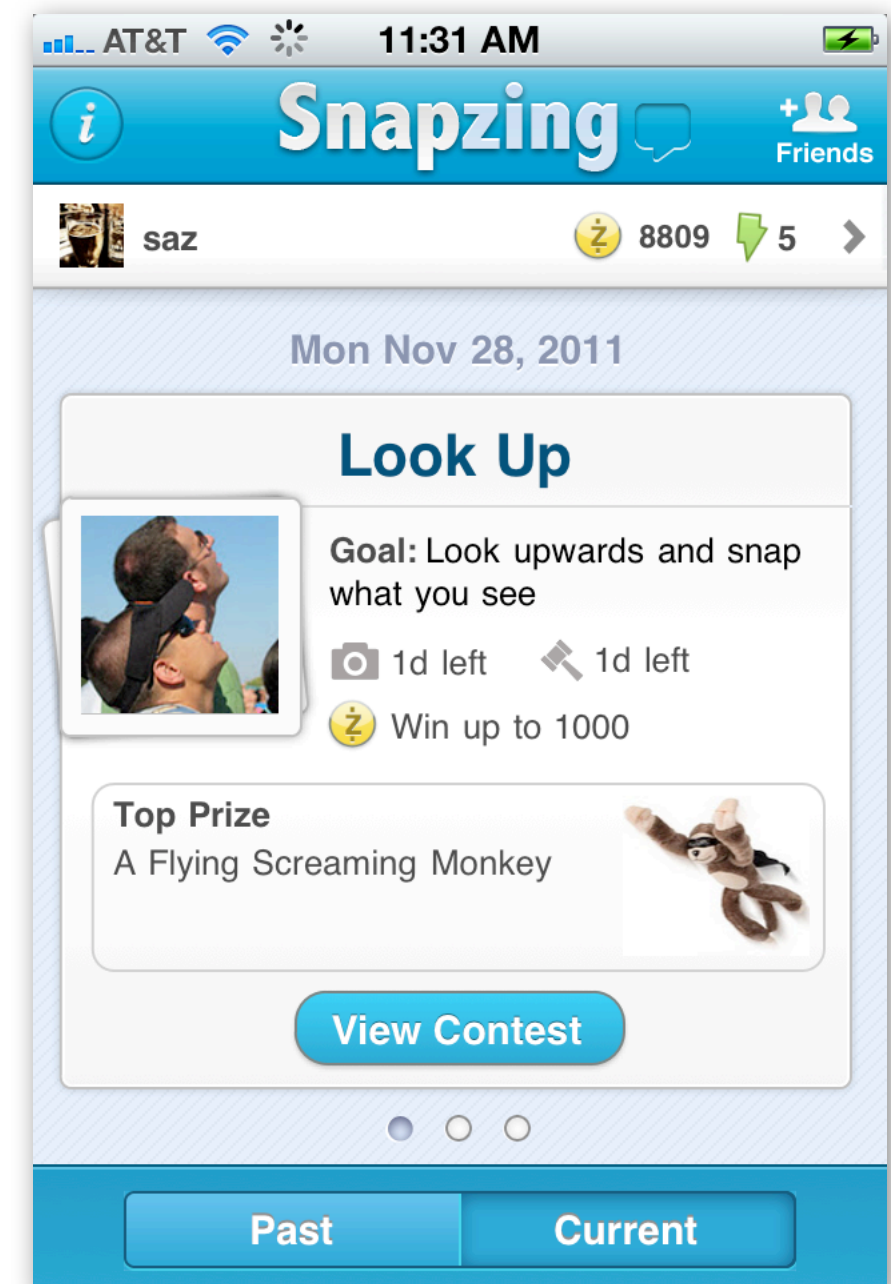 AT&T 11:31 AM
i Snapzing Friends
saz ż 8809 5
Mon Nov 28, 2011
Look Up
Goal: Look upwards and snap
what you see
1d left 1d left
ż Win up to 1000
Top Prize
A Flying Screaming Monkey
View Contest
Past Current